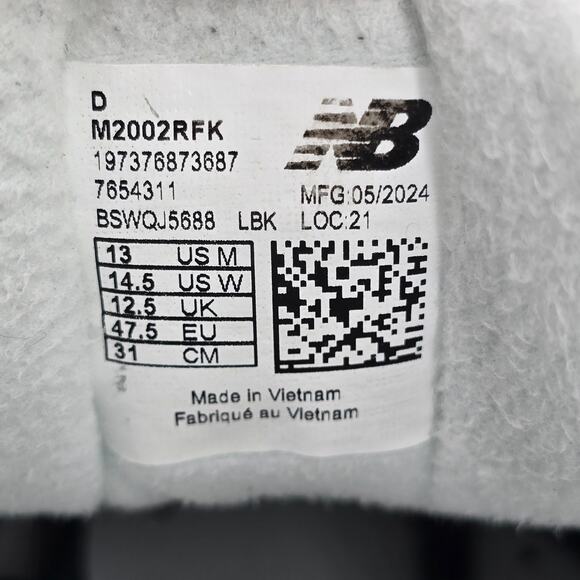 D
NB
M2002RFK
197376873687
7654311
MFG:05/2024
BSWQJ5688 LBK LOC:21
13 US M
14.5 US W
12.5 UK
47.5 EU
31 CM
Made in Vietnam
Fabriqué au Vietnam